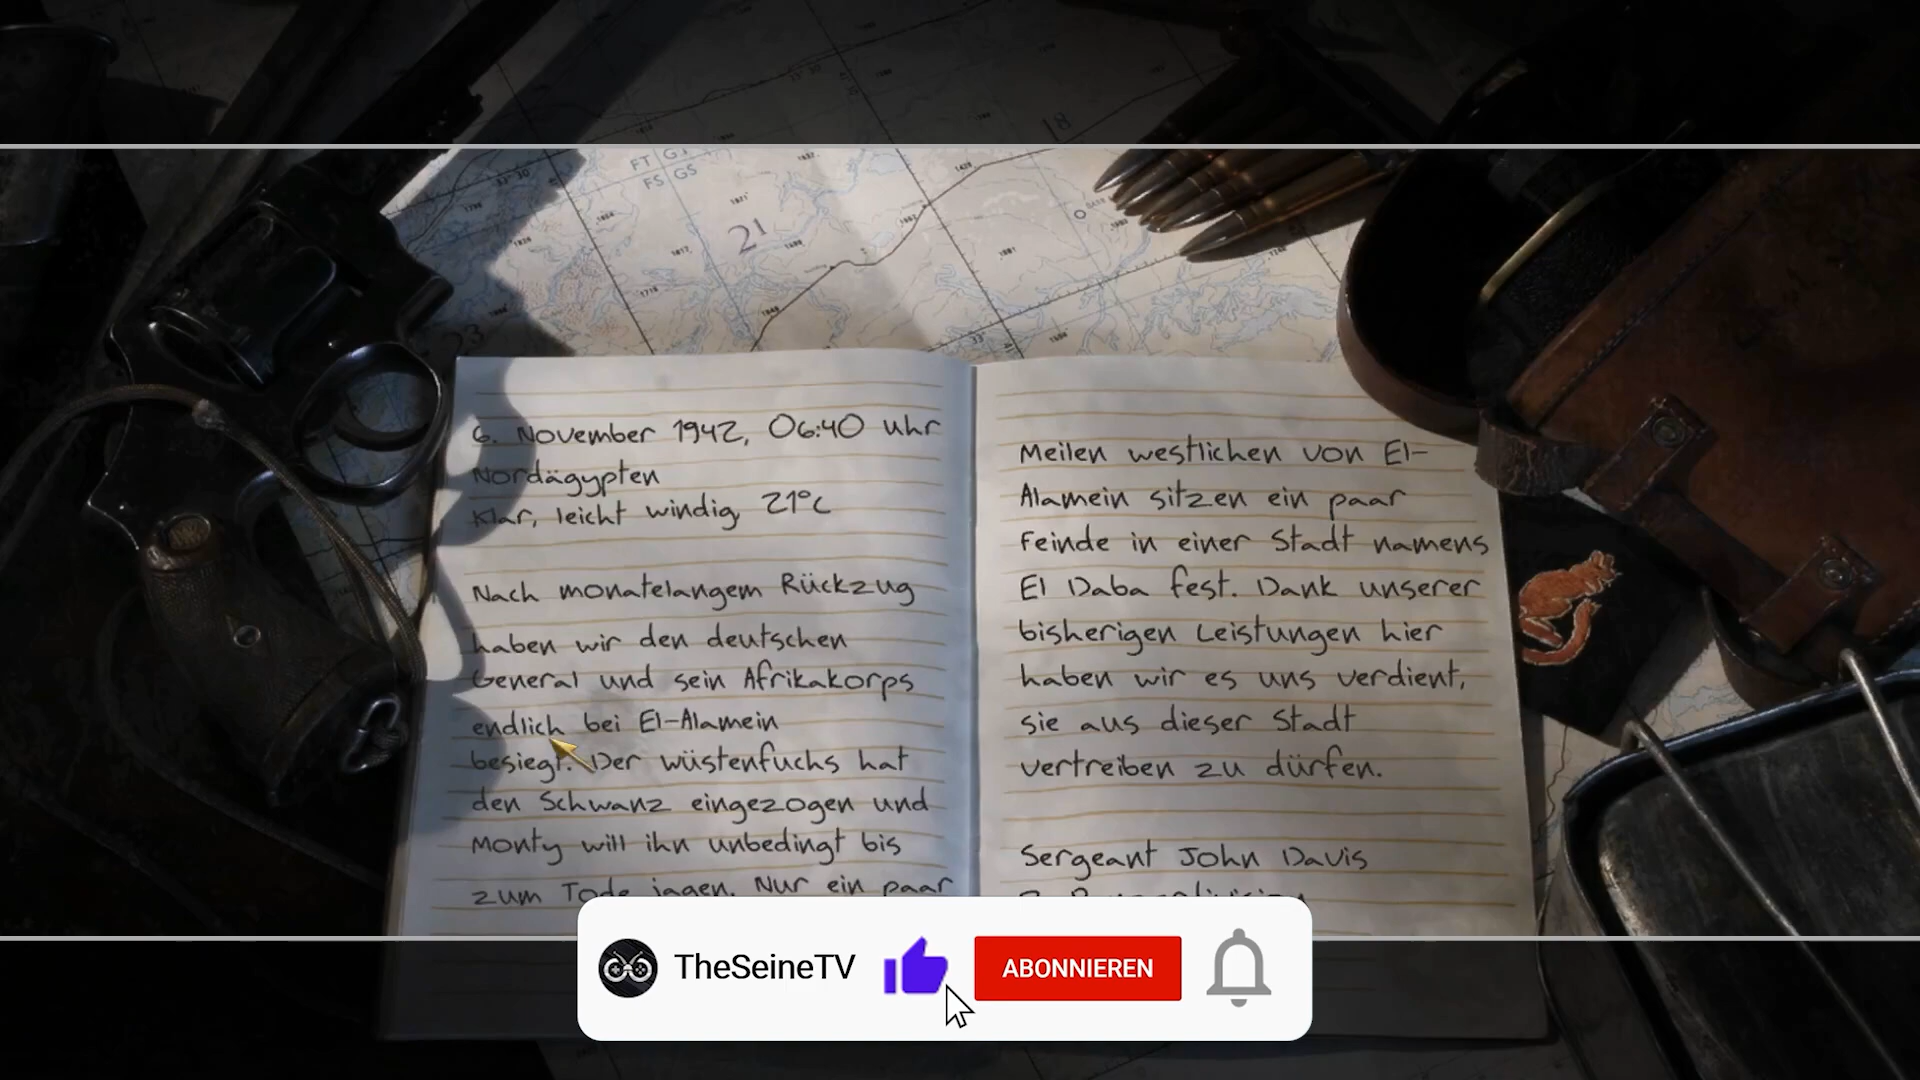 FT GT
FS GS
21
18
23
6. November 1942, 06:40 Uhr
Nordägypten
Klar, leicht windig, 21°C
Nach monatelangem Rückzug
haben wir den deutschen
General und sein Afrikakorps
endlich bei El-Alamein
besiegt. Der Wüstenfuchs hat
den Schwanz eingezogen und
Monty will ihn unbedingt bis
zum Tode jagen. Nur ein paar
Meilen westlichen von El-
Alamein sitzen ein paar
Feinde in einer Stadt namens
El Daba fest. Dank unserer
bisherigen Leistungen hier
haben wir es uns verdient,
sie aus dieser Stadt
vertreiben zu dürfen.
Sergeant John Davis
TheSeineTV
ABONNIEREN